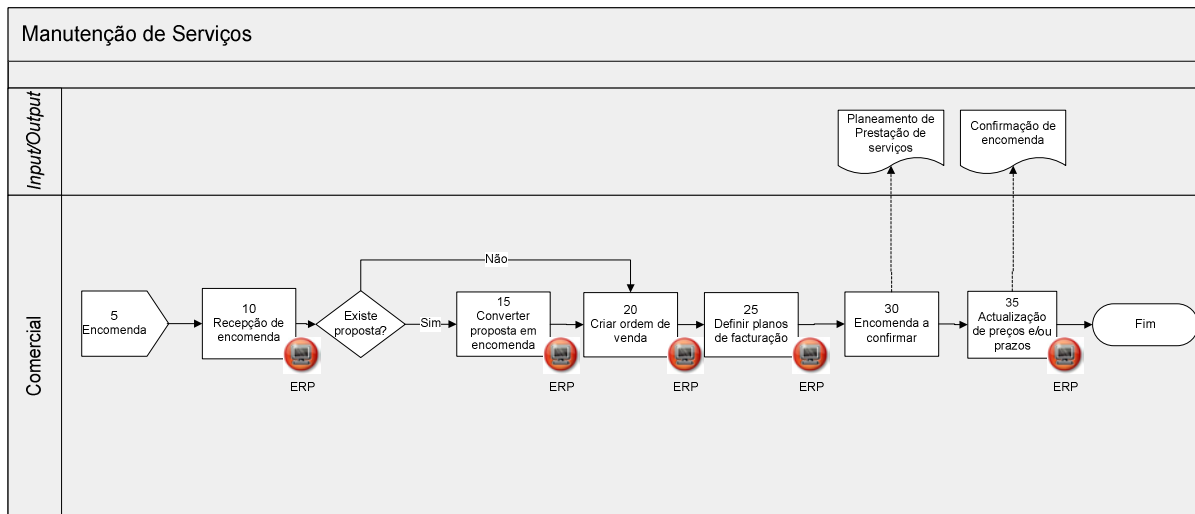 Manutenção de Serviços
Input/Output
Planeamento de
Prestação de
serviços
Confirmação de
encomenda
Comercial
5
Encomenda
10
Recepção de
encomenda
ERP
Existe
proposta?
Não
Sim
15
Converter
proposta em
encomenda
ERP
20
Criar ordem de
venda
ERP
25
Definir planos
de facturação
ERP
30
Encomenda a
confirmar
35
Actualização
de preços e/ou
prazos
ERP
Fim